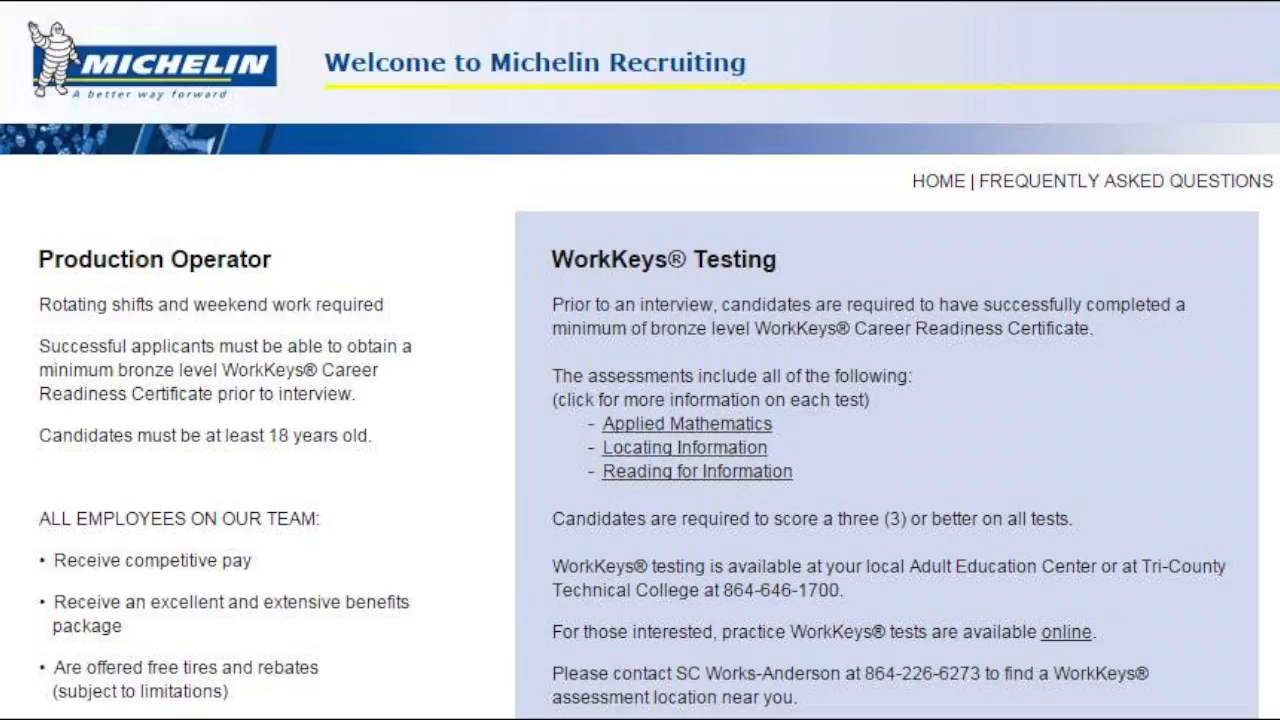 MICHELIN
A better way forward
Welcome to Michelin Recruiting
HOME | FREQUENTLY ASKED QUESTIONS
Production Operator
Rotating shifts and weekend work required
Successful applicants must be able to obtain a
minimum bronze level WorkKeys® Career
Readiness Certificate prior to interview.
Candidates must be at least 18 years old.
ALL EMPLOYEES ON OUR TEAM:
• Receive competitive pay
• Receive an excellent and extensive benefits
package
• Are offered free tires and rebates
(subject to limitations)
WorkKeys® Testing
Prior to an interview, candidates are required to have successfully completed a
minimum of bronze level WorkKeys® Career Readiness Certificate.
The assessments include all of the following:
(click for more information on each test)
- Applied Mathematics
- Locating Information
- Reading for Information
Candidates are required to score a three (3) or better on all tests.
WorkKeys® testing is available at your local Adult Education Center or at Tri-County
Technical College at 864-646-1700.
For those interested, practice WorkKeys® tests are available online.
Please contact SC Works-Anderson at 864-226-6273 to find a WorkKeys®
assessment location near you.